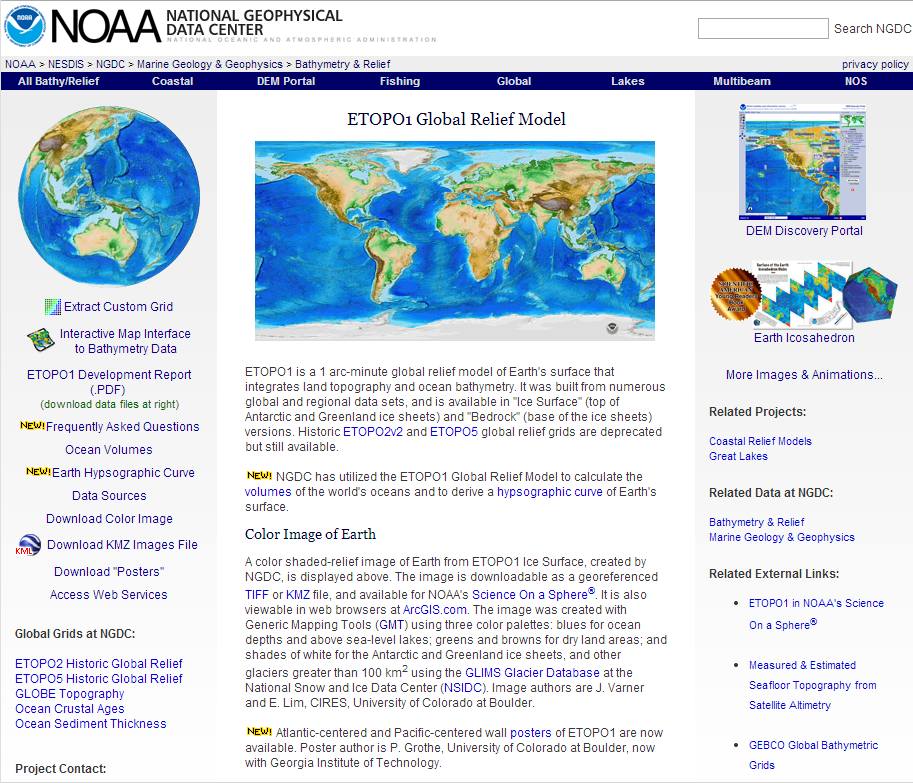 NOAA NATIONAL GEOPHYSICAL
DATA CENTER
NATIONAL OCEANIC AND ATMOSPHERIC ADMINISTRATION
Search NGDC
NOAA > NESDIS > NGDC > Marine Geology & Geophysics > Bathymetry & Relief
privacy policy
All Bathy/Relief Coastal DEM Portal Fishing Global Lakes Multibeam NOS
Extract Custom Grid
Interactive Map Interface
to Bathymetry Data
ETOPO1 Development Report
(.PDF)
(download data files at right)
NEW! Frequently Asked Questions
Ocean Volumes
NEW! Earth Hypsographic Curve
Data Sources
Download Color Image
KML Download KMZ Images File
Download "Posters"
Access Web Services
Global Grids at NGDC:
ETOPO2 Historic Global Relief
ETOPO5 Historic Global Relief
GLOBE Topography
Ocean Crustal Ages
Ocean Sediment Thickness
Project Contact:
ETOPO1 Global Relief Model
ETOPO1 is a 1 arc-minute global relief model of Earth's surface that
integrates land topography and ocean bathymetry. It was built from numerous
global and regional data sets, and is available in "Ice Surface" (top of
Antarctic and Greenland ice sheets) and "Bedrock" (base of the ice sheets)
versions. Historic ETOPO2v2 and ETOPO5 global relief grids are deprecated
but still available.
NEW! NGDC has utilized the ETOPO1 Global Relief Model to calculate the
volumes of the world's oceans and to derive a hypsographic curve of Earth's
surface.
Color Image of Earth
A color shaded-relief image of Earth from ETOPO1 Ice Surface, created by
NGDC, is displayed above. The image is downloadable as a georeferenced
TIFF or KMZ file, and available for NOAA's Science On a Sphere®. It is also
viewable in web browsers at ArcGIS.com. The image was created with
Generic Mapping Tools (GMT) using three color palettes: blues for ocean
depths and above sea-level lakes; greens and browns for dry land areas; and
shades of white for the Antarctic and Greenland ice sheets, and other
glaciers greater than 100 km² using the GLIMS Glacier Database at the
National Snow and Ice Data Center (NSIDC). Image authors are J. Varner
and E. Lim, CIRES, University of Colorado at Boulder.
NEW! Atlantic-centered and Pacific-centered wall posters of ETOPO1 are now
available. Poster author is P. Grothe, University of Colorado at Boulder, now
with Georgia Institute of Technology.
DEM Discovery Portal
SCIENTIFIC
AMERICAN
Young Readers
Book
Award
Surface of the Earth
Icosahedron Globe
Earth Icosahedron
More Images & Animations...
Related Projects:
Coastal Relief Models
Great Lakes
Related Data at NGDC:
Bathymetry & Relief
Marine Geology & Geophysics
Related External Links:
• ETOPO1 in NOAA's Science
On a Sphere®
• Measured & Estimated
Seafloor Topography from
Satellite Altimetry
• GEBCO Global Bathymetric
Grids